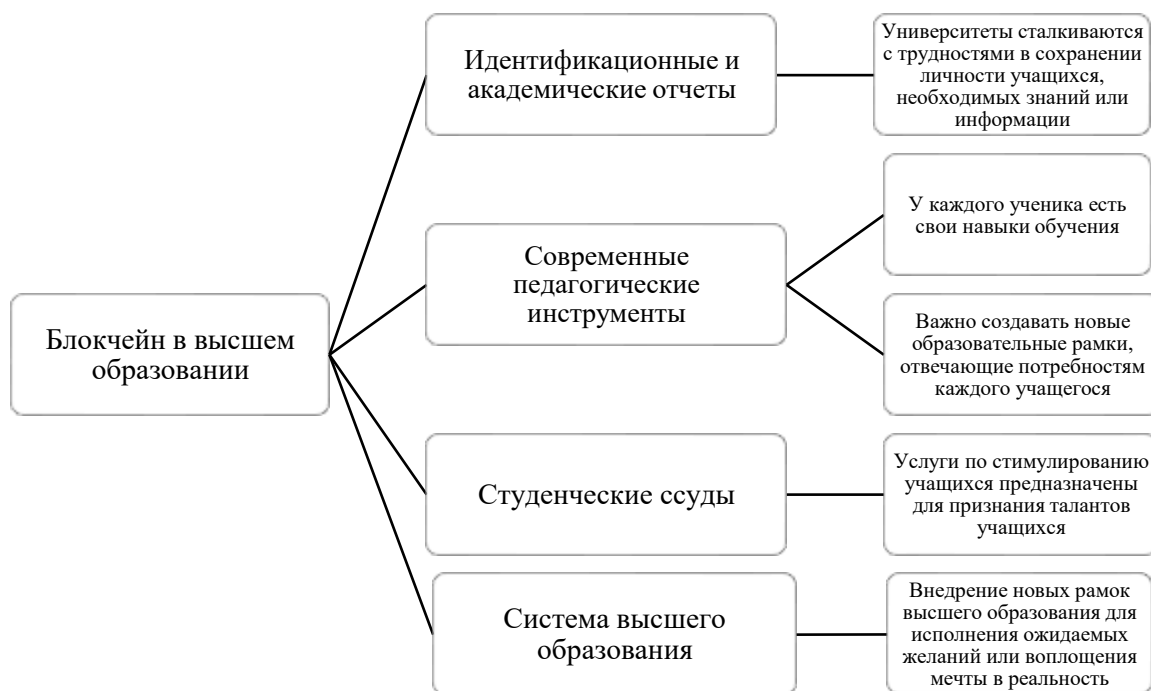 Блокчейн в высшем
образовании
Идентификационные и
академические отчеты
Университеты сталкиваются
с трудностями в сохранении
личности учащихся,
необходимых знаний или
информации
Современные
педагогические
инструменты
У каждого ученика есть
свои навыки обучения
Важно создавать новые
образовательные рамки,
отвечающие потребностям
каждого учащегося
Студенческие ссуды
Услуги по стимулированию
учащихся предназначены
для признания талантов
учащихся
Система высшего
образования
Внедрение новых рамок
высшего образования для
исполнения ожидаемых
желаний или воплощения
мечты в реальность